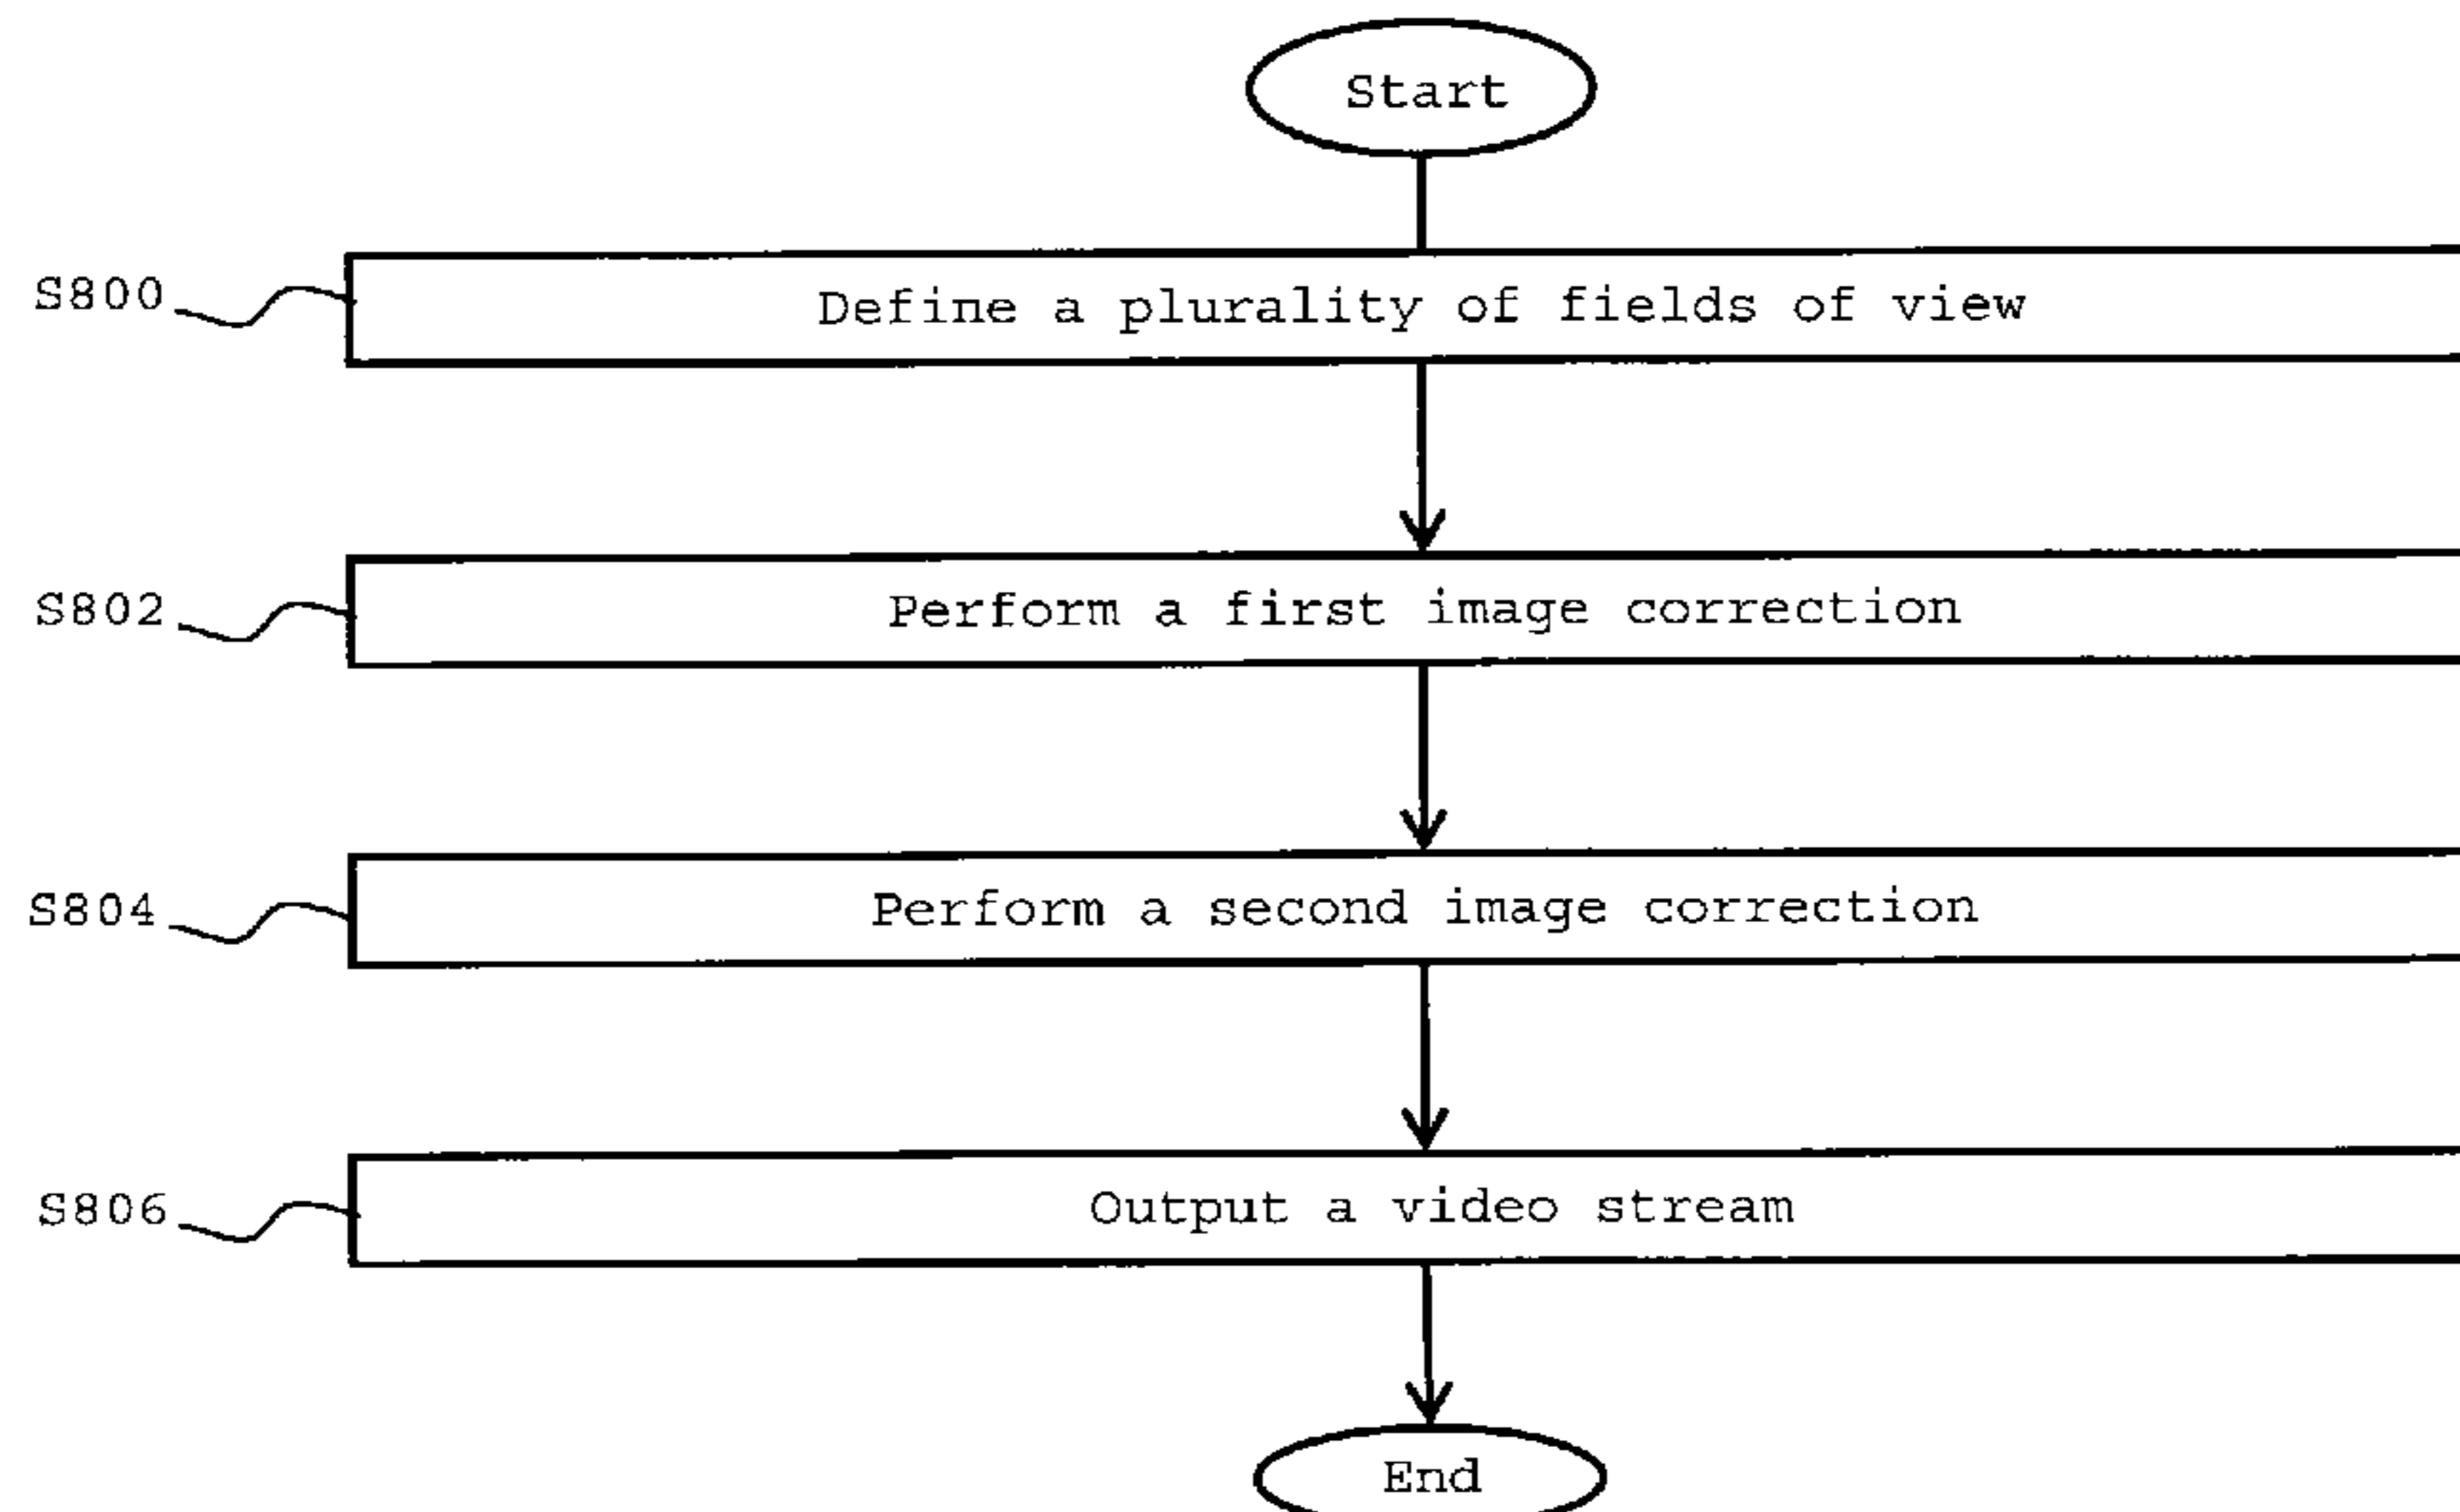 Start
S800 Define a plurality of fields of view
S802 Perform a first image correction
S804 Perform a second image correction
S806 Output a video stream
End